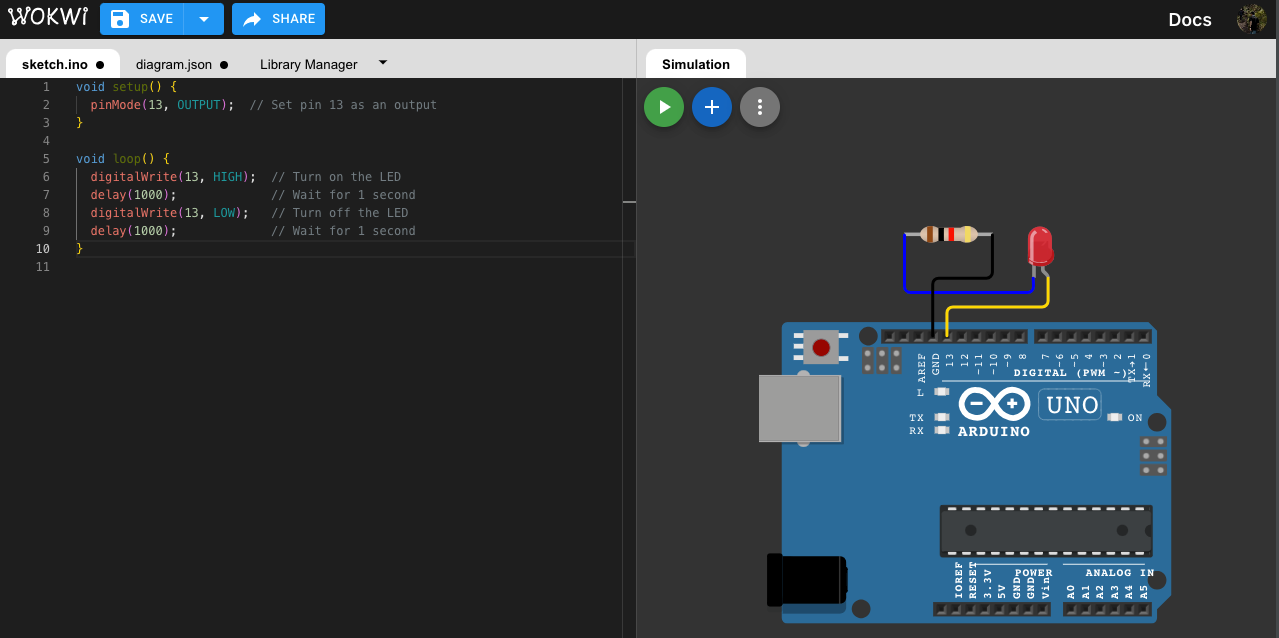 WOKWI SAVE SHARE Docs
sketch.ino ● diagram.json ● Library Manager
Simulation
1 void setup() {
2 pinMode(13, OUTPUT); // Set pin 13 as an output
3 }
4
5 void loop() {
6 digitalWrite(13, HIGH); // Turn on the LED
7 delay(1000); // Wait for 1 second
8 digitalWrite(13, LOW); // Turn off the LED
9 delay(1000); // Wait for 1 second
10 }
11
AREF GND 13 12 ~11 ~10 ~9 8 7 ~6 ~5 4 ~3 2 TX→1 RX←0
DIGITAL (PWM ~)
L
TX
RX
ARDUINO
UNO
ON
IOREF RESET 3.3V 5V GND GND Vin
POWER
ANALOG IN
A0 A1 A2 A3 A4 A5